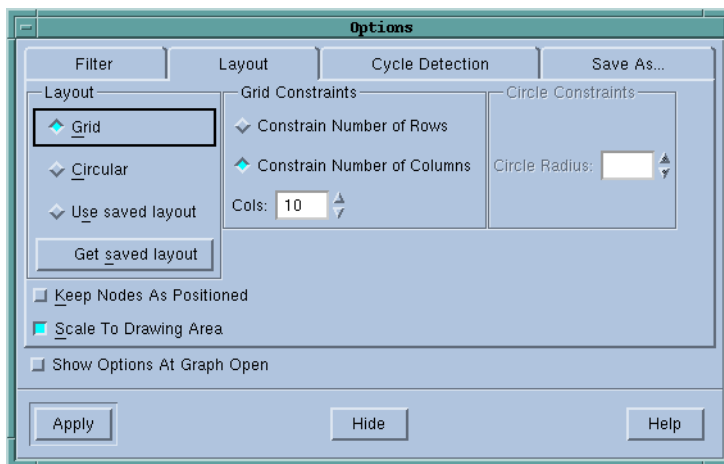 Options
Filter
Layout
Cycle Detection
Save As...
Layout
Grid
Circular
Use saved layout
Get saved layout
Grid Constraints
Constrain Number of Rows
Constrain Number of Columns
Cols: 10
Circle Constraints
Circle Radius:
Keep Nodes As Positioned
Scale To Drawing Area
Show Options At Graph Open
Apply
Hide
Help